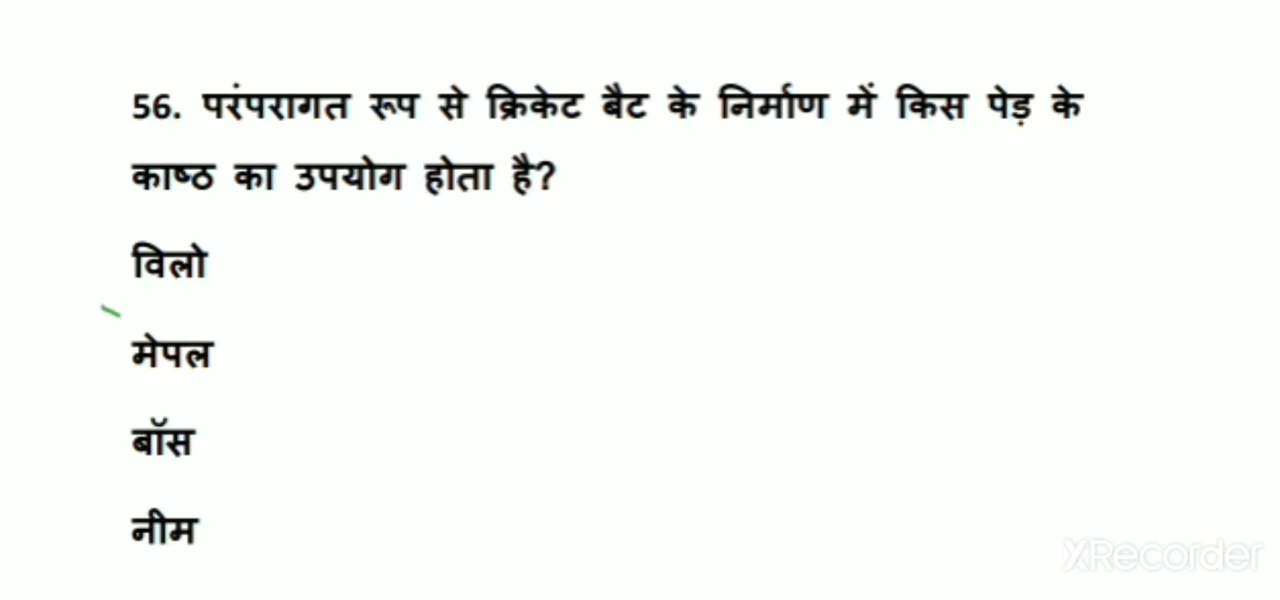 56. परंपरागत रूप से क्रिकेट बैट के निर्माण में किस पेड़ के
काष्ठ का उपयोग होता है?
विलो
मेपल
बॉस
नीम
XRecorder